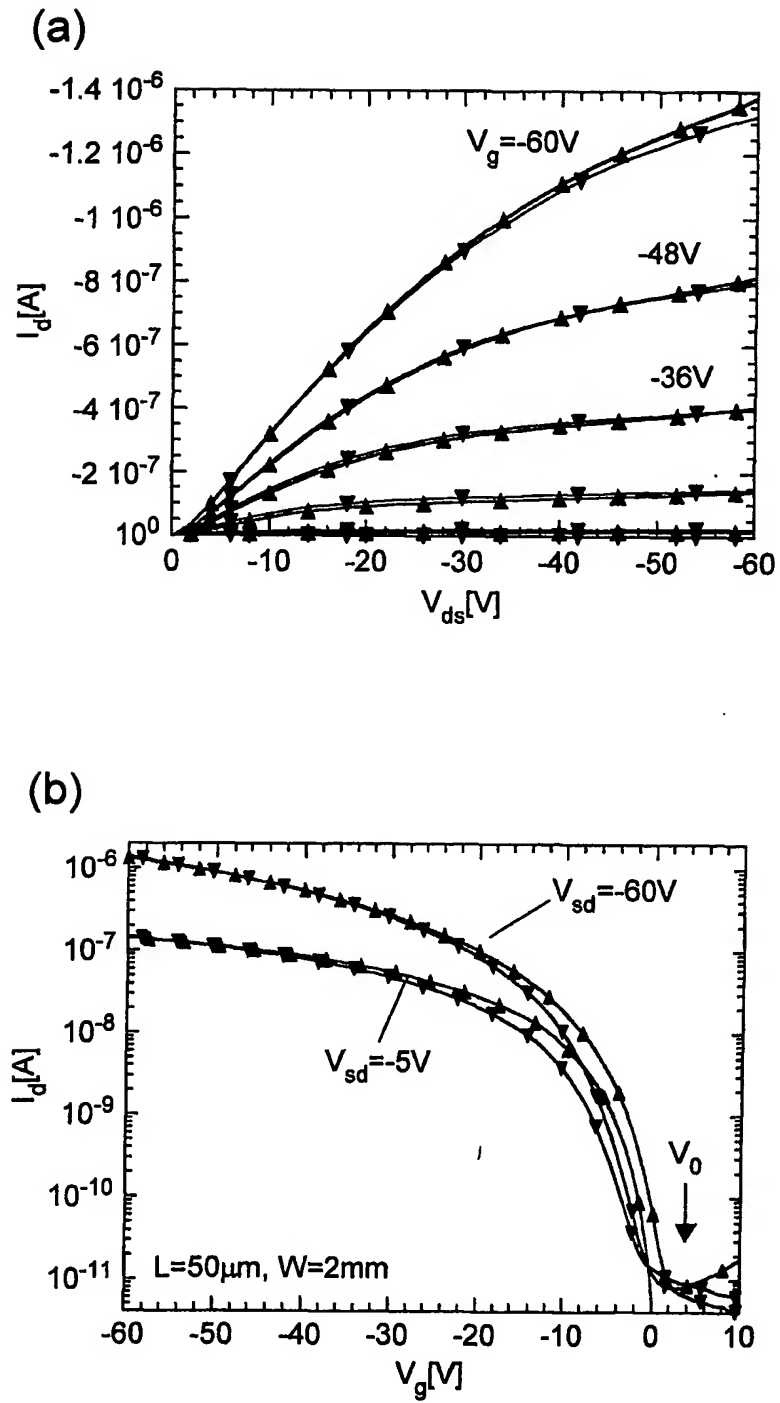 (a)
-1.4 10⁻⁶
-1.2 10⁻⁶
-1 10⁻⁶
-8 10⁻⁷
-6 10⁻⁷
-4 10⁻⁷
-2 10⁻⁷
10⁰
I_d[A]
V_g=-60V
-48V
-36V
0 -10 -20 -30 -40 -50 -60
V_ds[V]
(b)
10⁻⁶
10⁻⁷
10⁻⁸
10⁻⁹
10⁻¹⁰
10⁻¹¹
I_d[A]
V_sd=-60V
V_sd=-5V
V_0
L=50µm, W=2mm
-60 -50 -40 -30 -20 -10 0 10
V_g[V]